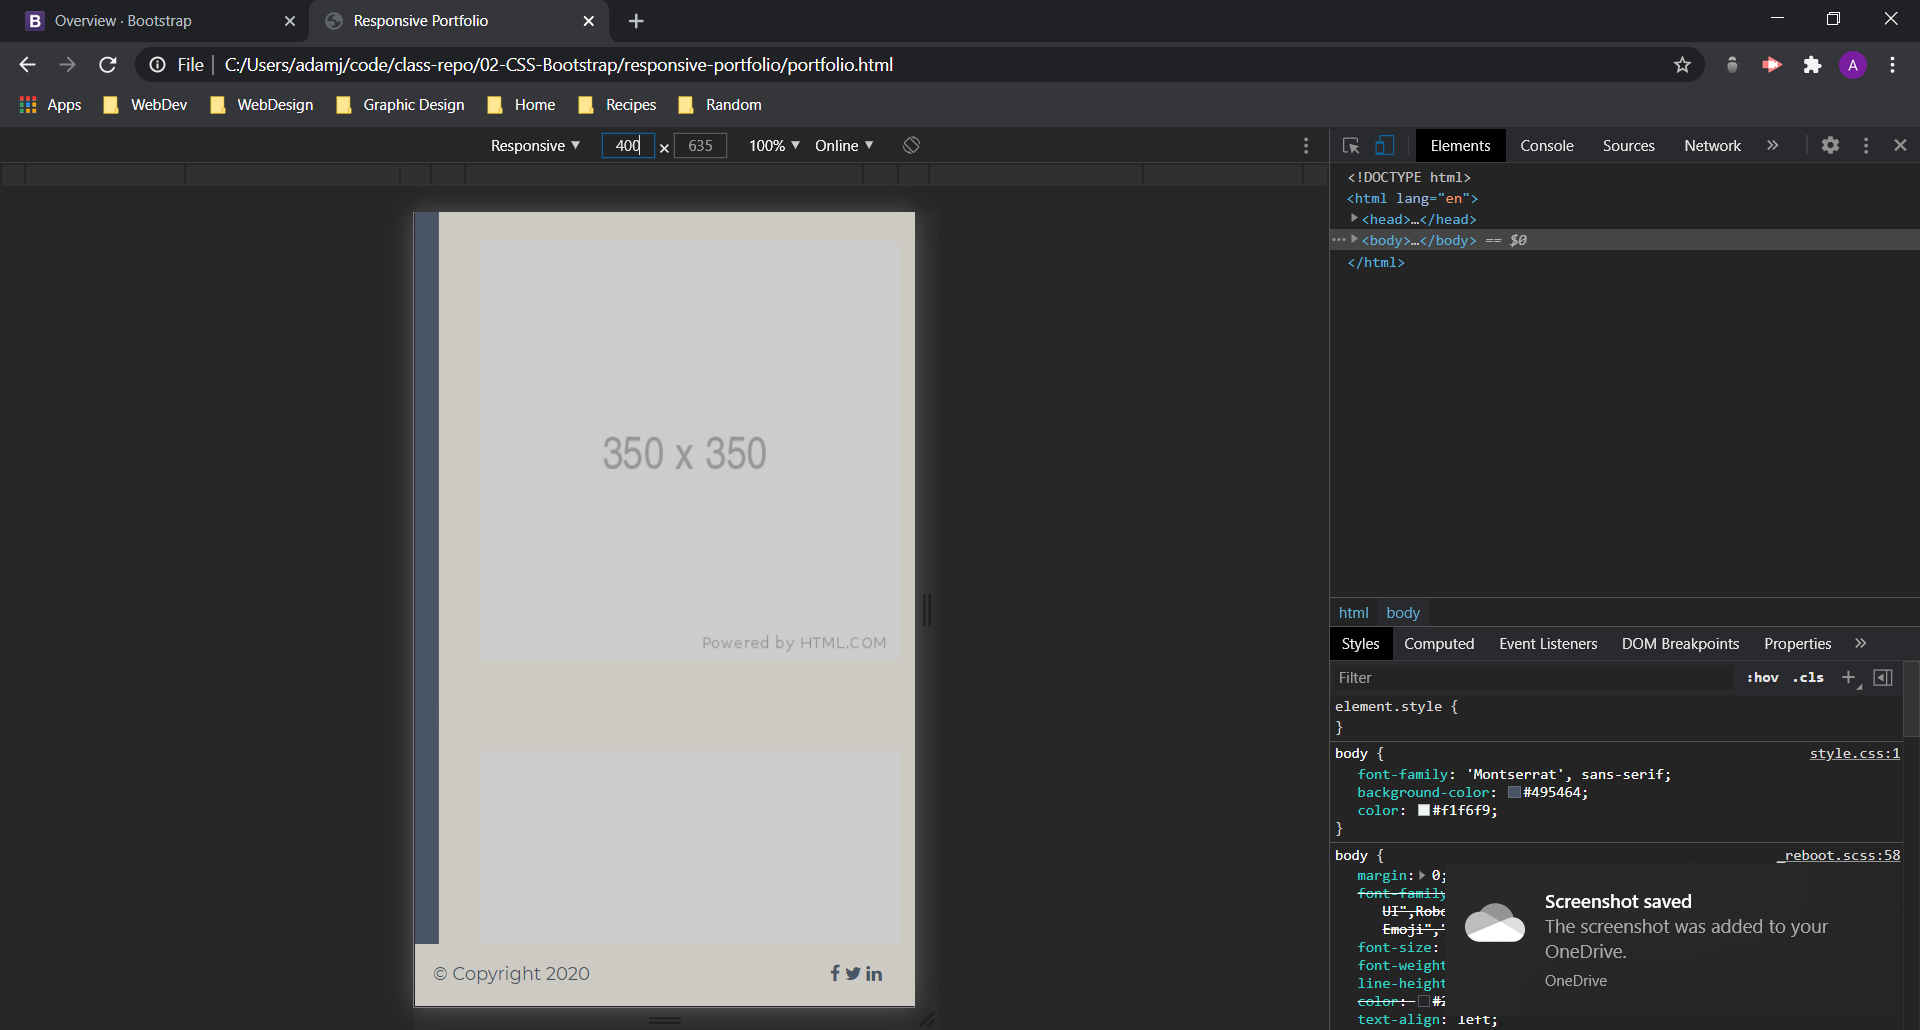 B Overview · Bootstrap
Responsive Portfolio
File
C:/Users/adamj/code/class-repo/02-CSS-Bootstrap/responsive-portfolio/portfolio.html
A
Apps WebDev WebDesign Graphic Design Home Recipes Random
Responsive ▼ 400 × 635 100% ▼ Online ▼
Elements Console Sources Network »
<!DOCTYPE html>
<html lang="en">
<head>…</head>
<body>…</body> == $0
</html>
350 x 350
Powered by HTML.COM
© Copyright 2020
html body
Styles Computed Event Listeners DOM Breakpoints Properties »
Filter :hov .cls +
element.style {
}
body { style.css:1
font-family: 'Montserrat', sans-serif;
background-color: #495464;
color: #f1f6f9;
}
body { _reboot.scss:58
margin: 0;
font-family
UI",Robo
Emoji",
font-size:
font-weight
line-height
color: #2
text-align: left;
Screenshot saved
The screenshot was added to your
OneDrive.
OneDrive